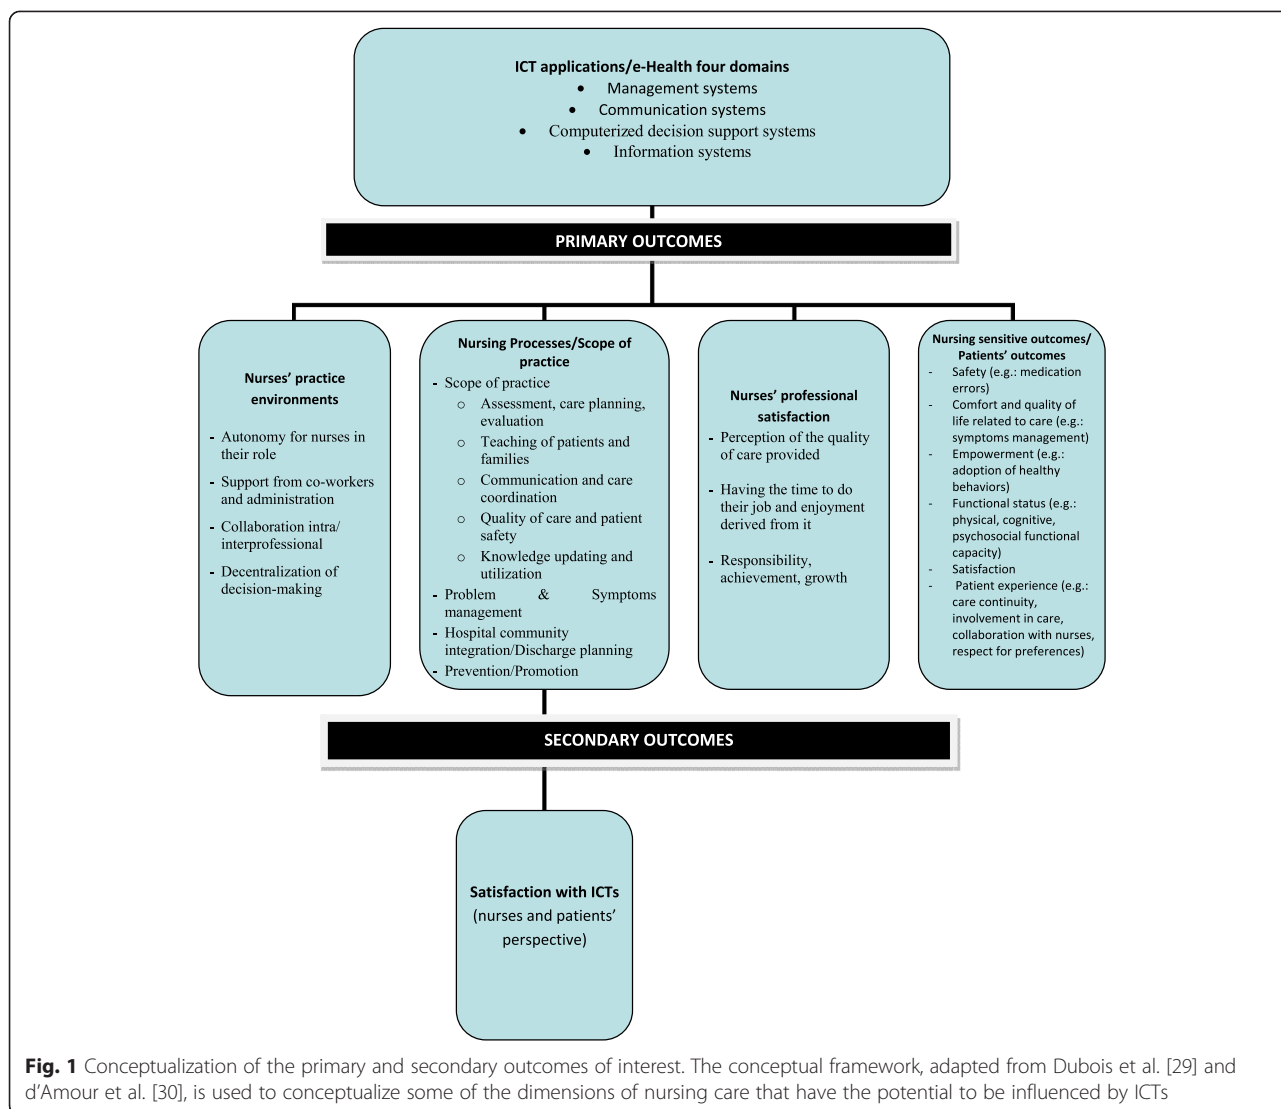 ICT applications/e-Health four domains
• Management systems
• Communication systems
• Computerized decision support systems
• Information systems
PRIMARY OUTCOMES
Nurses’ practice
environments
- Autonomy for nurses in
their role
- Support from co-workers
and administration
- Collaboration intra/
interprofessional
- Decentralization of
decision-making
Nursing Processes/Scope of
practice
- Scope of practice
o Assessment, care planning,
evaluation
o Teaching of patients and
families
o Communication and care
coordination
o Quality of care and patient
safety
o Knowledge updating and
utilization
- Problem & Symptoms
management
- Hospital community
integration/Discharge planning
- Prevention/Promotion
Nurses’ professional
satisfaction
- Perception of the quality
of care provided
- Having the time to do
their job and enjoyment
derived from it
- Responsibility,
achievement, growth
Nursing sensitive outcomes/
Patients’ outcomes
- Safety (e.g.: medication
errors)
- Comfort and quality of
life related to care (e.g.:
symptoms management)
- Empowerment (e.g.:
adoption of healthy
behaviors)
- Functional status (e.g.:
physical, cognitive,
psychosocial functional
capacity)
- Satisfaction
- Patient experience (e.g.:
care continuity,
involvement in care,
collaboration with nurses,
respect for preferences)
SECONDARY OUTCOMES
Satisfaction with ICTs
(nurses and patients’
perspective)
Fig. 1 Conceptualization of the primary and secondary outcomes of interest. The conceptual framework, adapted from Dubois et al. [29] and
d’Amour et al. [30], is used to conceptualize some of the dimensions of nursing care that have the potential to be influenced by ICTs